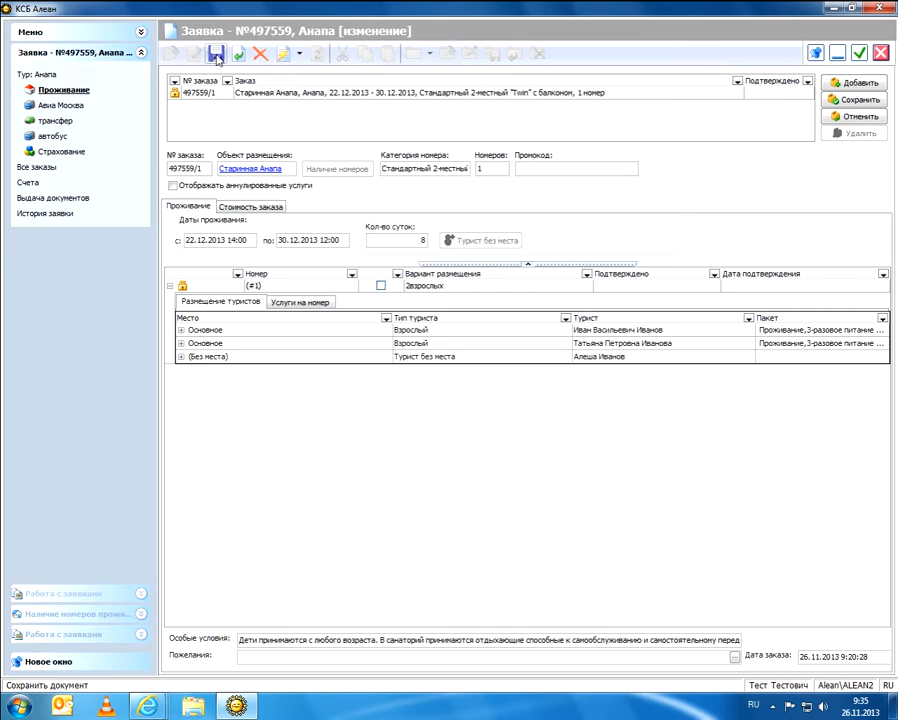 КСБ Алеан
Меню
Заявка - №497559, Анапа [изменение]
Заявка - №497559, Анапа ...
Тур: Анапа
Проживание
Авиа Москва
трансфер
автобус
Страхование
Все заказы
Счета
Выдача документов
История заявки
№ заказа Заказ Подтверждено
497559/1 Старинная Анапа, Анапа, 22.12.2013 - 30.12.2013, Стандартный 2-местный "Twin" с балконом, 1 номер
Добавить
Сохранить
Отменить
Удалить
№ заказа: Объект размещения: Категория номера: Номеров: Промокод:
497559/1 Старинная Анапа Наличие номеров Стандартный 2-местный 1
Отображать аннулированные услуги
Проживание Стоимость заказа
Даты проживания:
Кол-во суток:
с: 22.12.2013 14:00 по: 30.12.2013 12:00 8 Турист без места
Номер Вариант размещения Подтверждено Дата подтверждения
(#1) 2взрослых
Размещение туристов Услуги на номер
Место Тип туриста Турист Пакет
Основное Взрослый Иван Васильевич Иванов Проживание,3-разовое питание ...
Основное Взрослый Татьяна Петровна Иванова Проживание,3-разовое питание ...
(Без места) Турист без места Алеша Иванов
Работа с заявками
Наличие номеров прожи...
Работа с заявками
Новое окно
Особые условия: Дети принимаются с любого возраста. В санаторий принимаются отдыхающие способные к самообслуживанию и самостоятельному перед
Пожелания: ... Дата заказа: 26.11.2013 9:20:28
Сохранить документ Тест Тестович Alean\ALEAN2 RU
RU 9:35
26.11.2013